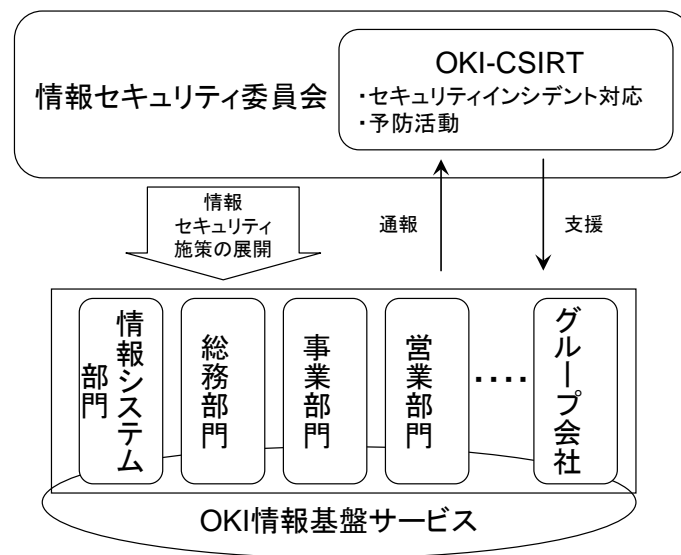 OKI-CSIRT
情報セキュリティ委員会
・セキュリティインシデント対応
・予防活動
情報
セキュリティ
施策の展開
通報
支援
情報システム
部門
総務部門
事業部門
営業部門
・・・・
グループ会社
OKI情報基盤サービス